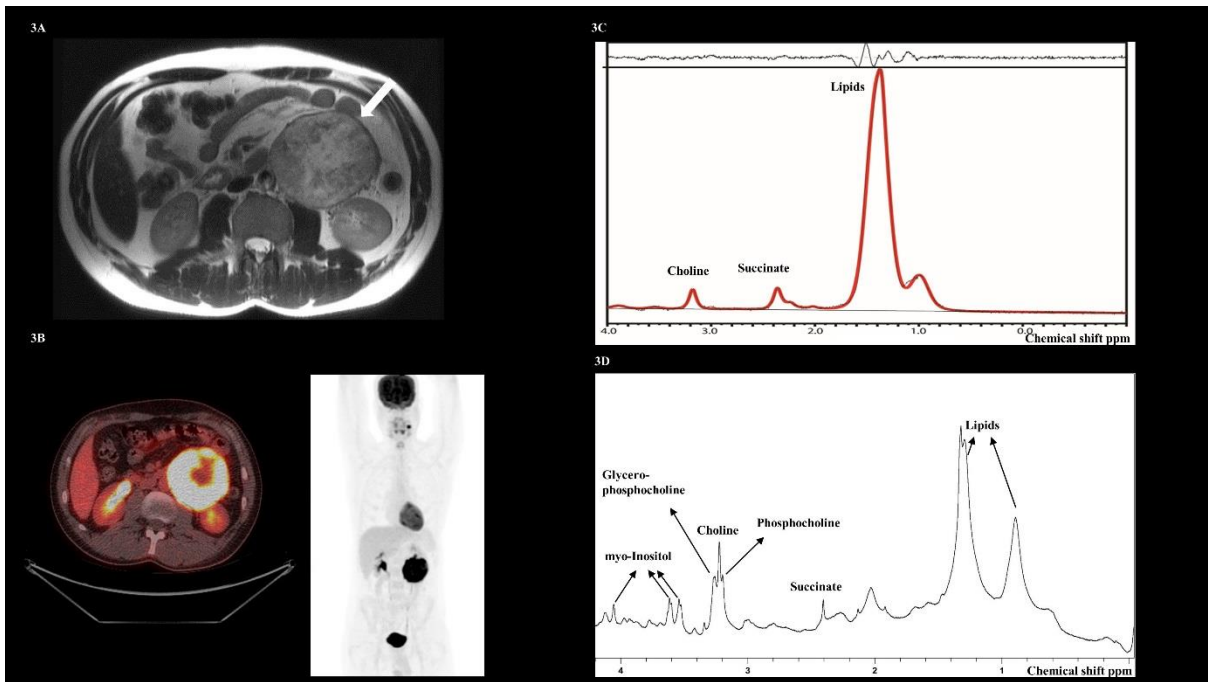 3A
3B
3C
Lipids
Choline
Succinate
4.0 3.0 2.0 1.0 0.0
Chemical shift ppm
3D
Lipids
Glycero-
phosphocholine
Choline
Phosphocholine
myo-Inositol
Succinate
4 3 2 1
Chemical shift ppm